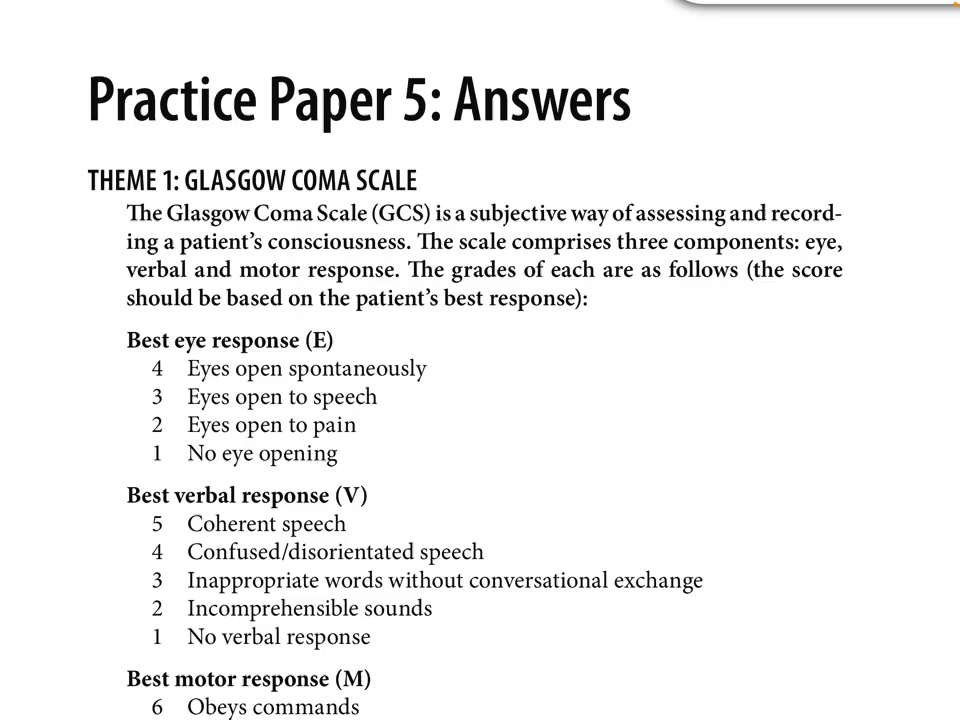 Practice Paper 5: Answers
THEME 1: GLASGOW COMA SCALE
The Glasgow Coma Scale (GCS) is a subjective way of assessing and record-
ing a patient's consciousness. The scale comprises three components: eye,
verbal and motor response. The grades of each are as follows (the score
should be based on the patient's best response):
Best eye response (E)
4 Eyes open spontaneously
3 Eyes open to speech
2 Eyes open to pain
1 No eye opening
Best verbal response (V)
5 Coherent speech
4 Confused/disorientated speech
3 Inappropriate words without conversational exchange
2 Incomprehensible sounds
1 No verbal response
Best motor response (M)
6 Obeys commands